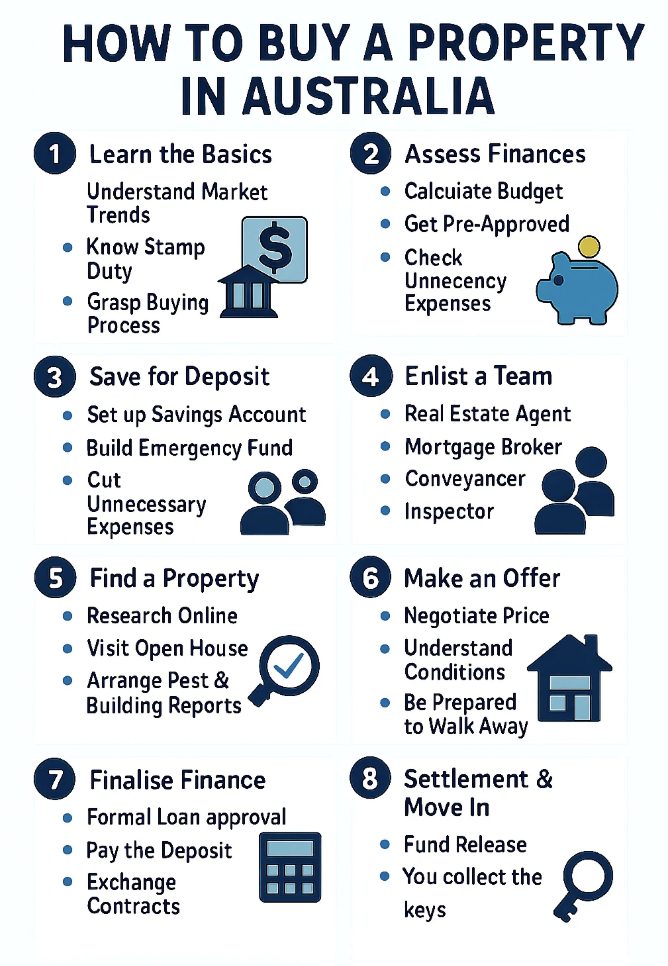 HOW TO BUY A PROPERTY
IN AUSTRALIA
1 Learn the Basics
Understand Market
Trends
• Know Stamp
Duty
• Grasp Buying
Process
$
2 Assess Finances
• Calcuiate Budget
• Get Pre-Approved
• Check
Unnecency
Expenses
3 Save for Deposit
• Set up Savings Account
• Build Emergency Fund
• Cut
Unnecessary
Expenses
4 Enlist a Team
• Real Estate Agent
• Mortgage Broker
• Conveyancer
• Inspector
5 Find a Property
• Research Online
• Visit Open House
• Arrange Pest &
Building Reports
6 Make an Offer
• Negotiate Price
• Understand
Conditions
• Be Prepared
to Walk Away
7 Finalise Finance
• Formal Loan approval
• Pay the Deposit
• Exchange
Contracts
8 Settlement &
Move In
• Fund Release
• You collect the
keys